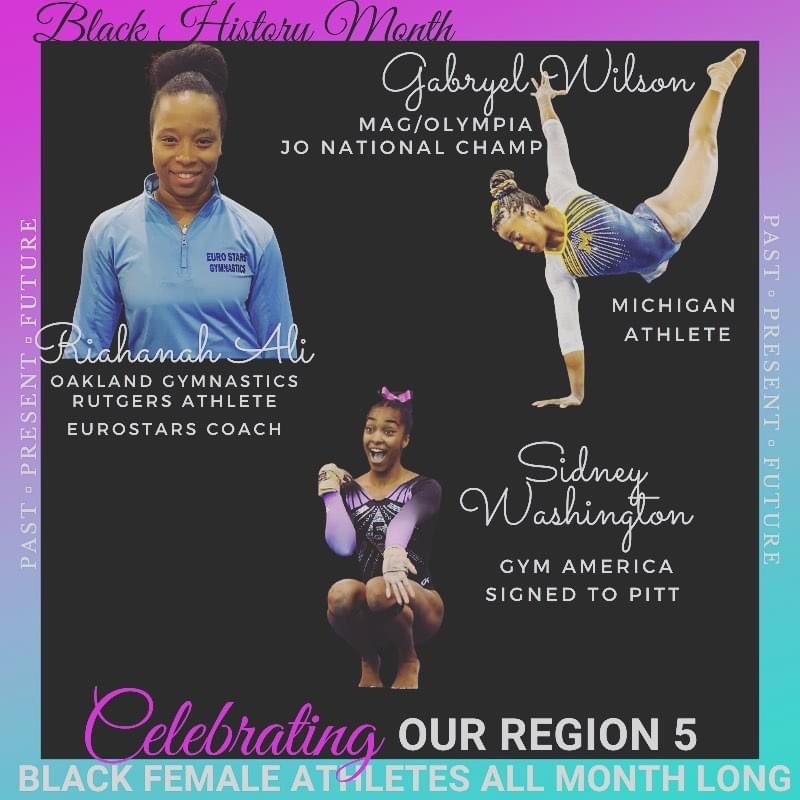 Black History Month
Gabryel Wilson
MAG/OLYMPIA
JO NATIONAL CHAMP
MICHIGAN
ATHLETE
EURO STARS
GYMNASTICS
Riahanah Ali
OAKLAND GYMNASTICS
RUTGERS ATHLETE
EUROSTARS COACH
Sidney
Washington
GYM AMERICA
SIGNED TO PITT
PAST ▫ PRESENT ▫ FUTURE
PAST ▫ PRESENT ▫ FUTURE
Celebrating OUR REGION 5
BLACK FEMALE ATHLETES ALL MONTH LONG